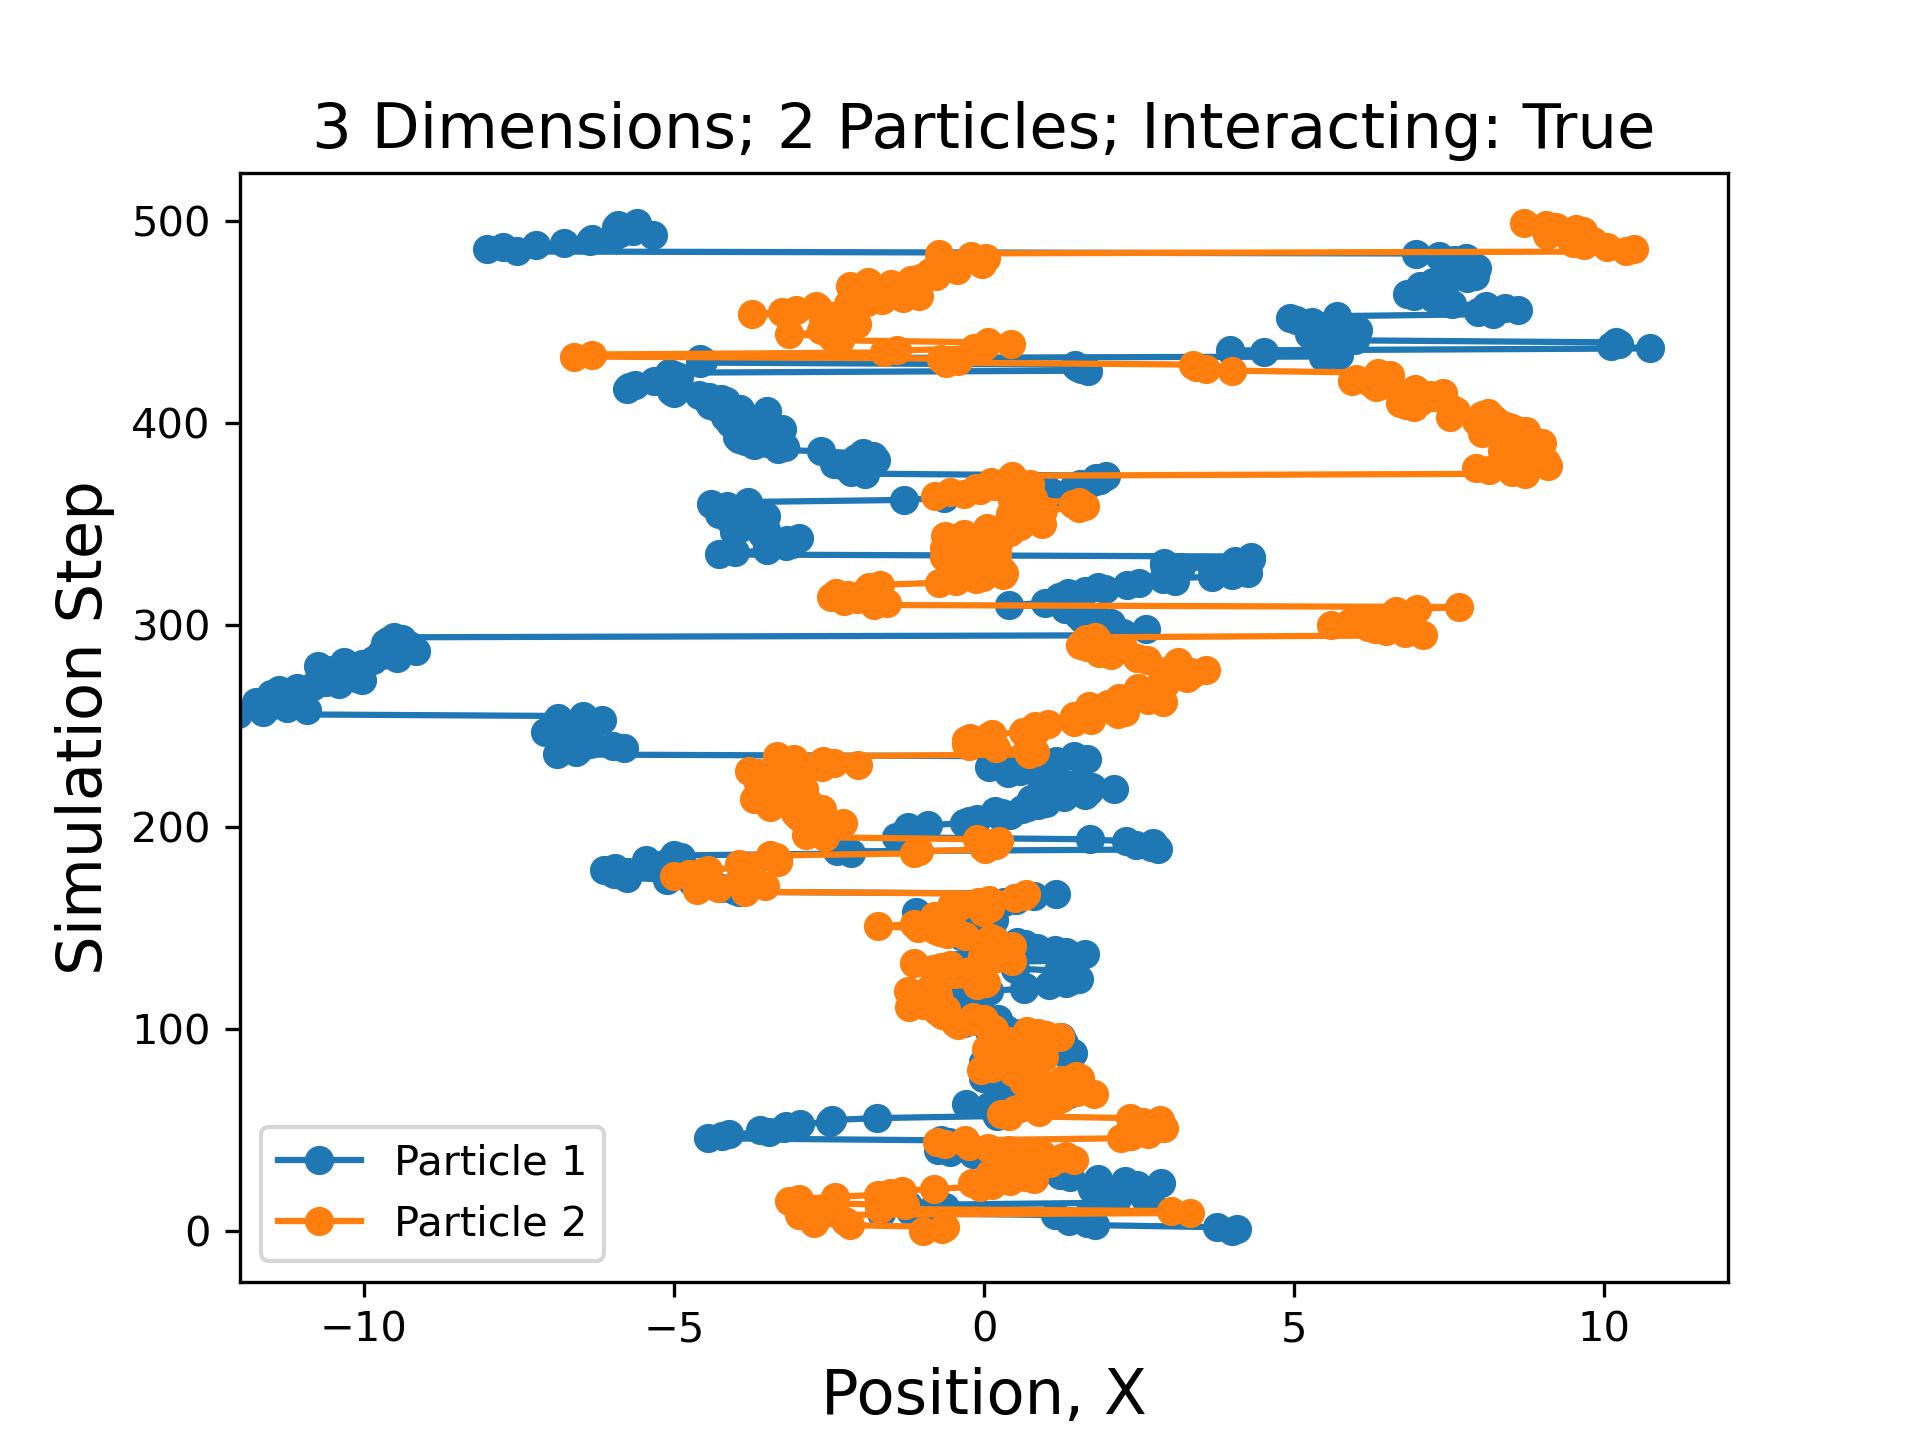 3 Dimensions; 2 Particles; Interacting: True
500
400
300
200
100
0
Simulation Step
Particle 1
Particle 2
−10
−5
0
5
10
Position, X